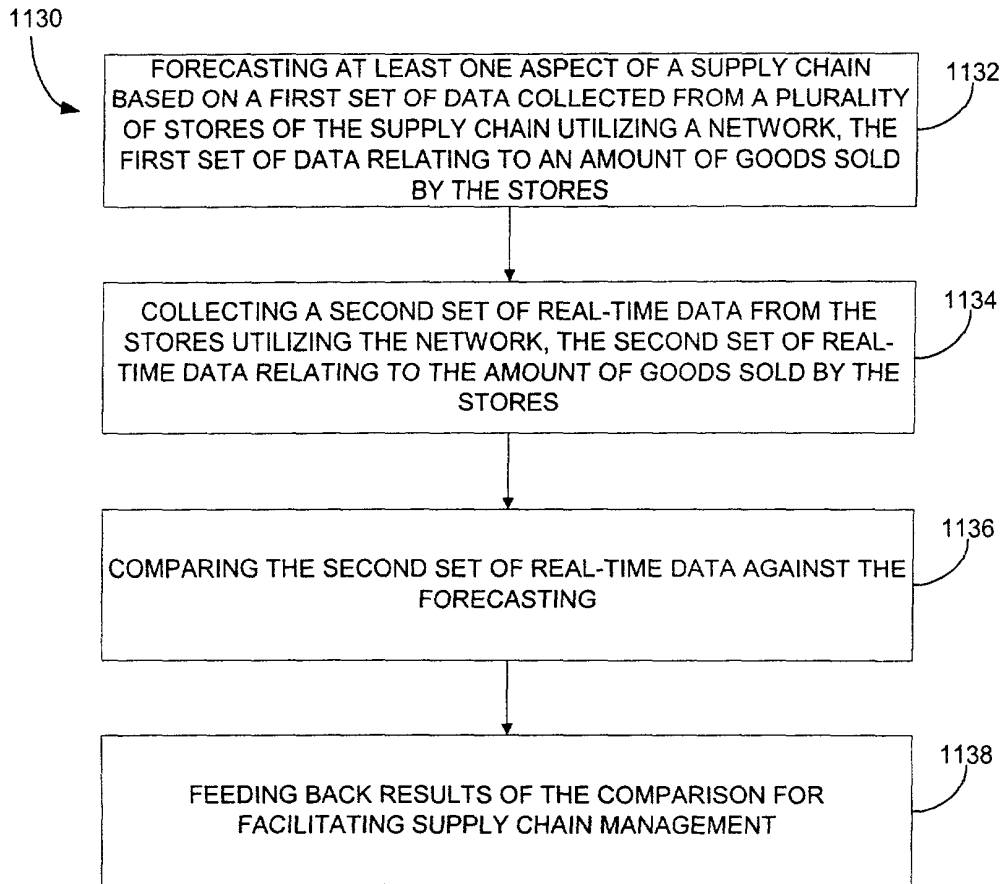 1130
FORECASTING AT LEAST ONE ASPECT OF A SUPPLY CHAIN
BASED ON A FIRST SET OF DATA COLLECTED FROM A PLURALITY
OF STORES OF THE SUPPLY CHAIN UTILIZING A NETWORK, THE
FIRST SET OF DATA RELATING TO AN AMOUNT OF GOODS SOLD
BY THE STORES
1132
COLLECTING A SECOND SET OF REAL-TIME DATA FROM THE
STORES UTILIZING THE NETWORK, THE SECOND SET OF REAL-
TIME DATA RELATING TO THE AMOUNT OF GOODS SOLD BY THE
STORES
1134
COMPARING THE SECOND SET OF REAL-TIME DATA AGAINST THE
FORECASTING
1136
FEEDING BACK RESULTS OF THE COMPARISON FOR
FACILITATING SUPPLY CHAIN MANAGEMENT
1138